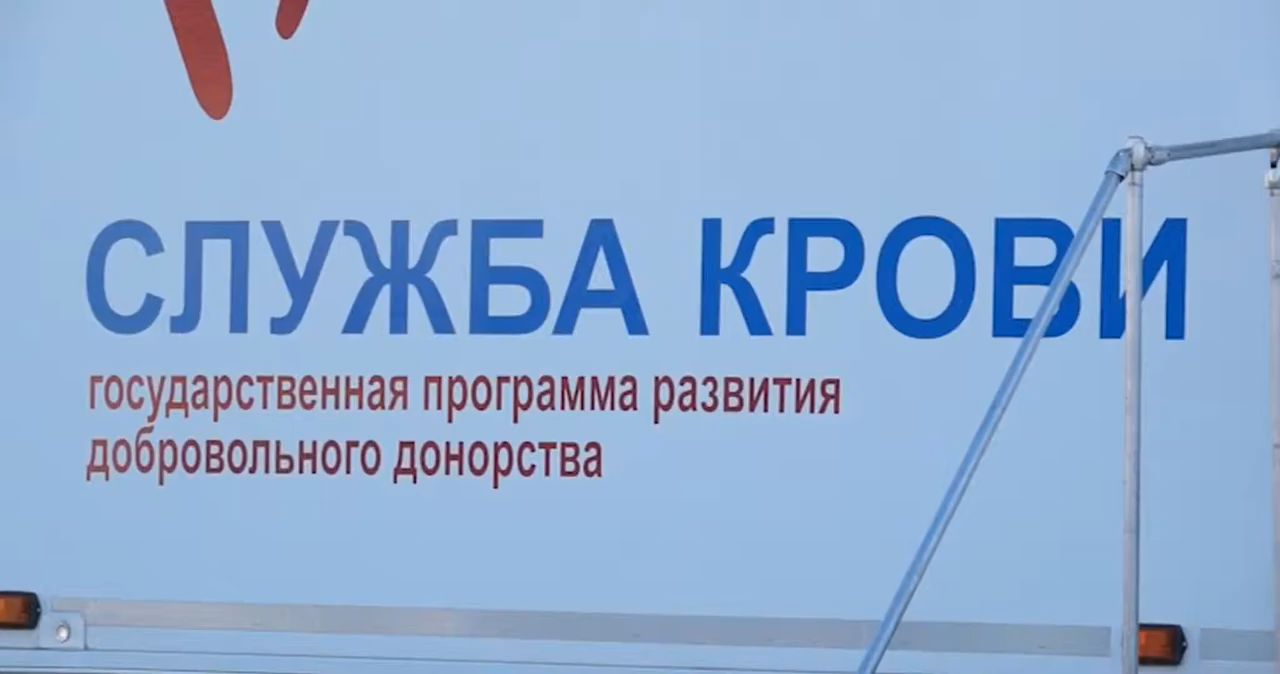 СЛУЖБА КРОВИ
государственная программа развития
добровольного донорства